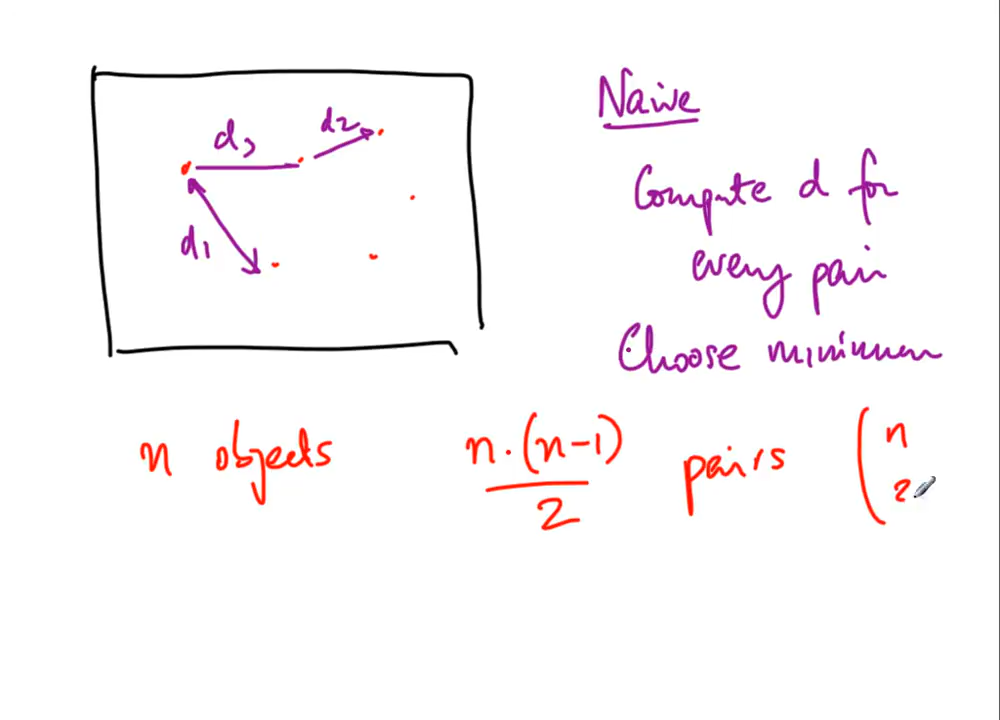 Naive
d3
d2
Compute d for
d1
every pair
Choose minimum
n objects n·(n-1)/2 pairs (n 2